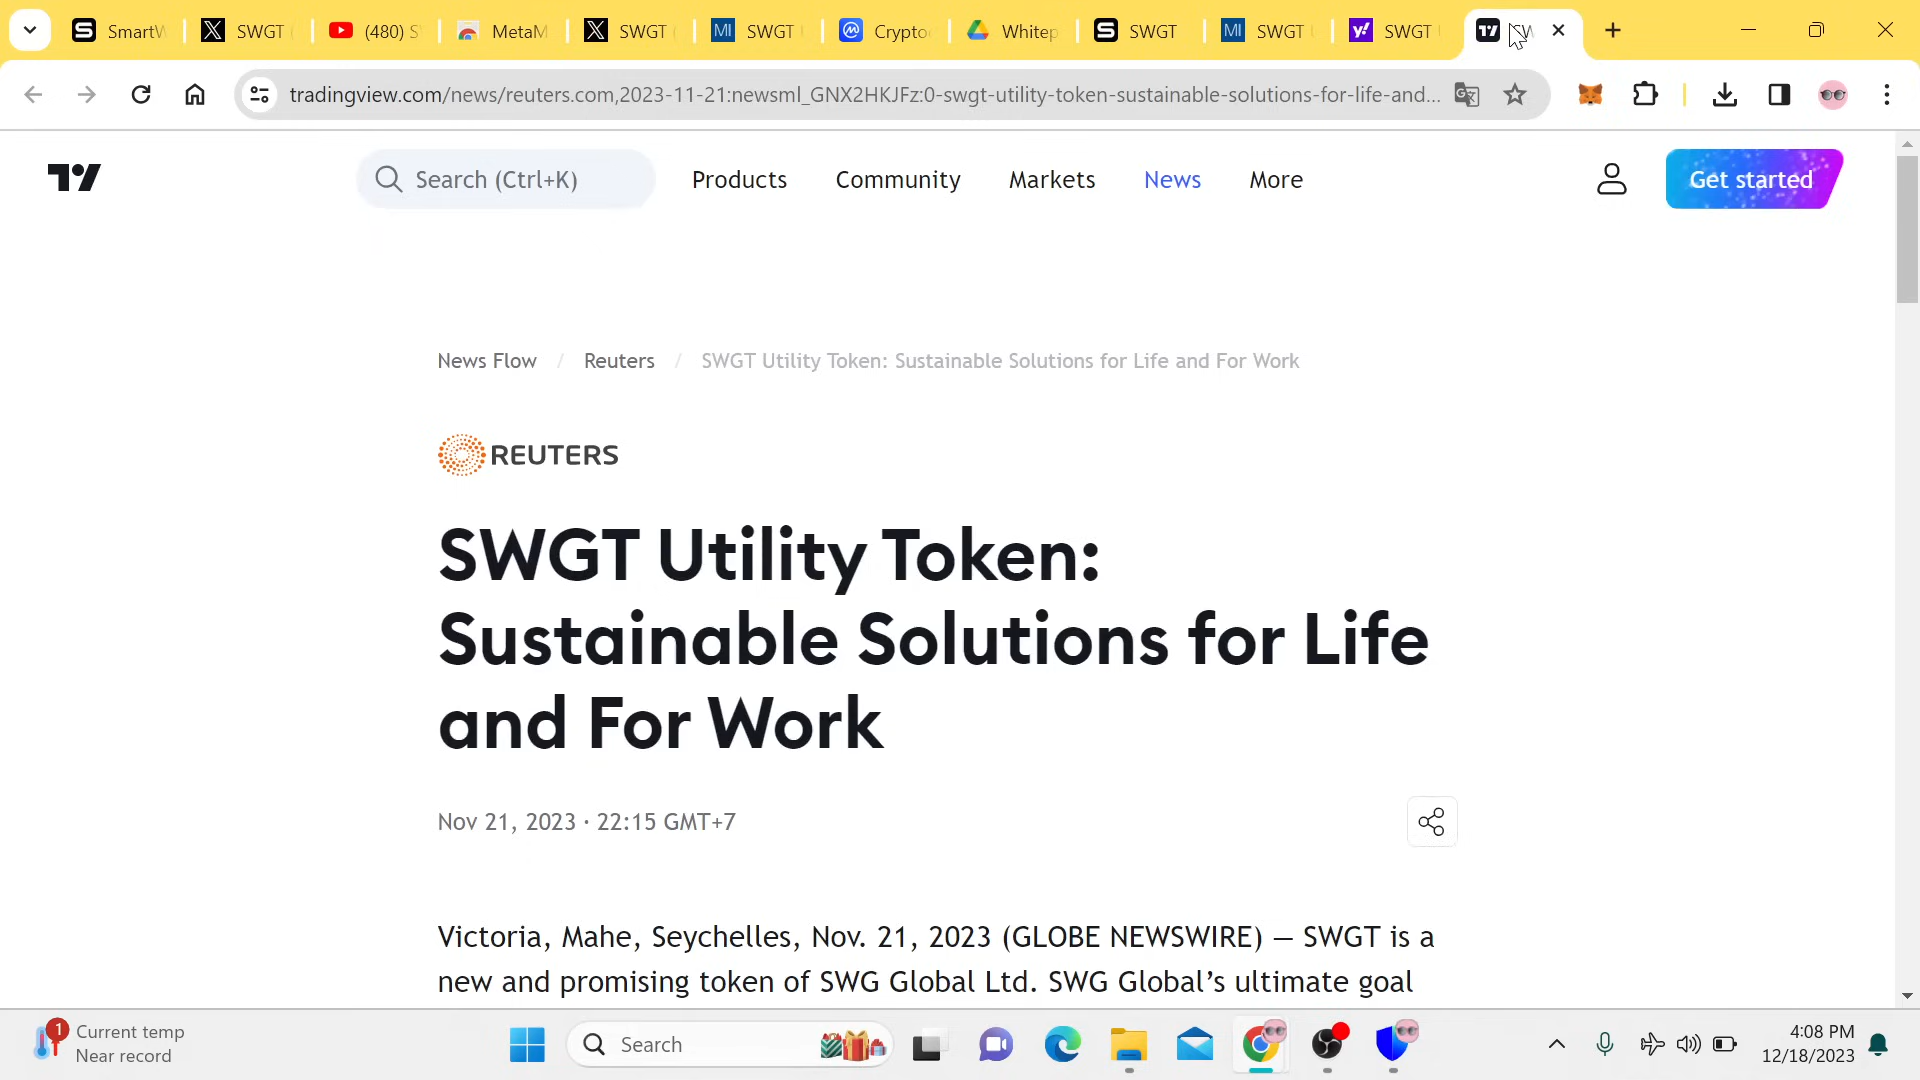 SmartW
SWGT
(480) S
MetaM
SWGT
MI
SWGT
Crypto
Whitep
SWGT
MI
SWGT
SWGT
tradingview.com/news/reuters.com,2023-11-21:newsml_GNX2HKJFz:0-swgt-utility-token-sustainable-solutions-for-life-and...
Search (Ctrl+K)
Products
Community
Markets
News
More
Get started
News Flow / Reuters / SWGT Utility Token: Sustainable Solutions for Life and For Work
REUTERS
SWGT Utility Token:
Sustainable Solutions for Life
and For Work
Nov 21, 2023 · 22:15 GMT+7
Victoria, Mahe, Seychelles, Nov. 21, 2023 (GLOBE NEWSWIRE) — SWGT is a
new and promising token of SWG Global Ltd. SWG Global’s ultimate goal
1
Current temp
Near record
Search
4:08 PM
12/18/2023